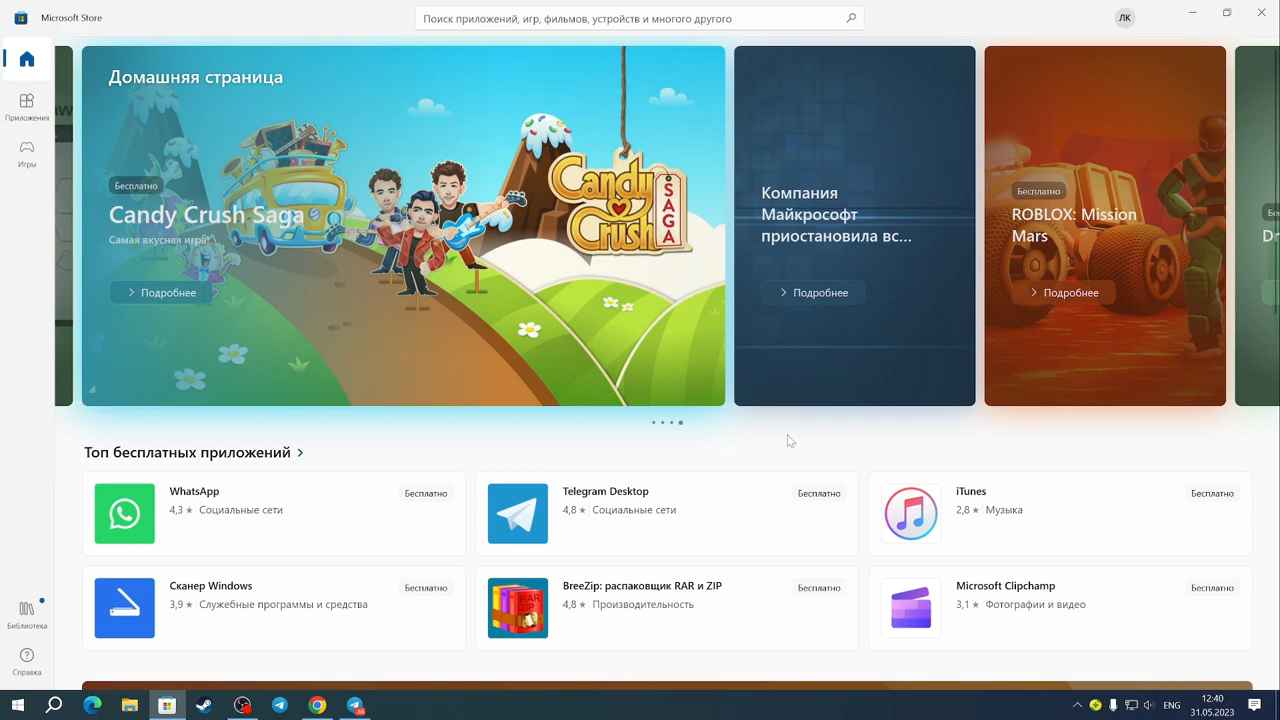 Microsoft Store
Поиск приложений, игр, фильмов, устройств и многого другого
ЛК
Приложения
Игры
Библиотека
Справка
Домашняя страница
Бесплатно
Candy Crush Saga
Самая вкусная игра!
Подробнее
Candy
Crush
SAGA
Компания
Майкрософт
приостановила вс...
Подробнее
Бесплатно
ROBLOX: Mission
Mars
Подробнее
Топ бесплатных приложений
WhatsApp
Бесплатно
4,3 ★ Социальные сети
Telegram Desktop
Бесплатно
4,8 ★ Социальные сети
iTunes
Бесплатно
2,8 ★ Музыка
Сканер Windows
Бесплатно
3,9 ★ Служебные программы и средства
RAR
ZIP
BreeZip: распаковщик RAR и ZIP
Бесплатно
4,8 ★ Производительность
Microsoft Clipchamp
Бесплатно
3,1 ★ Фотографии и видео
ENG
12:40
31.05.2023